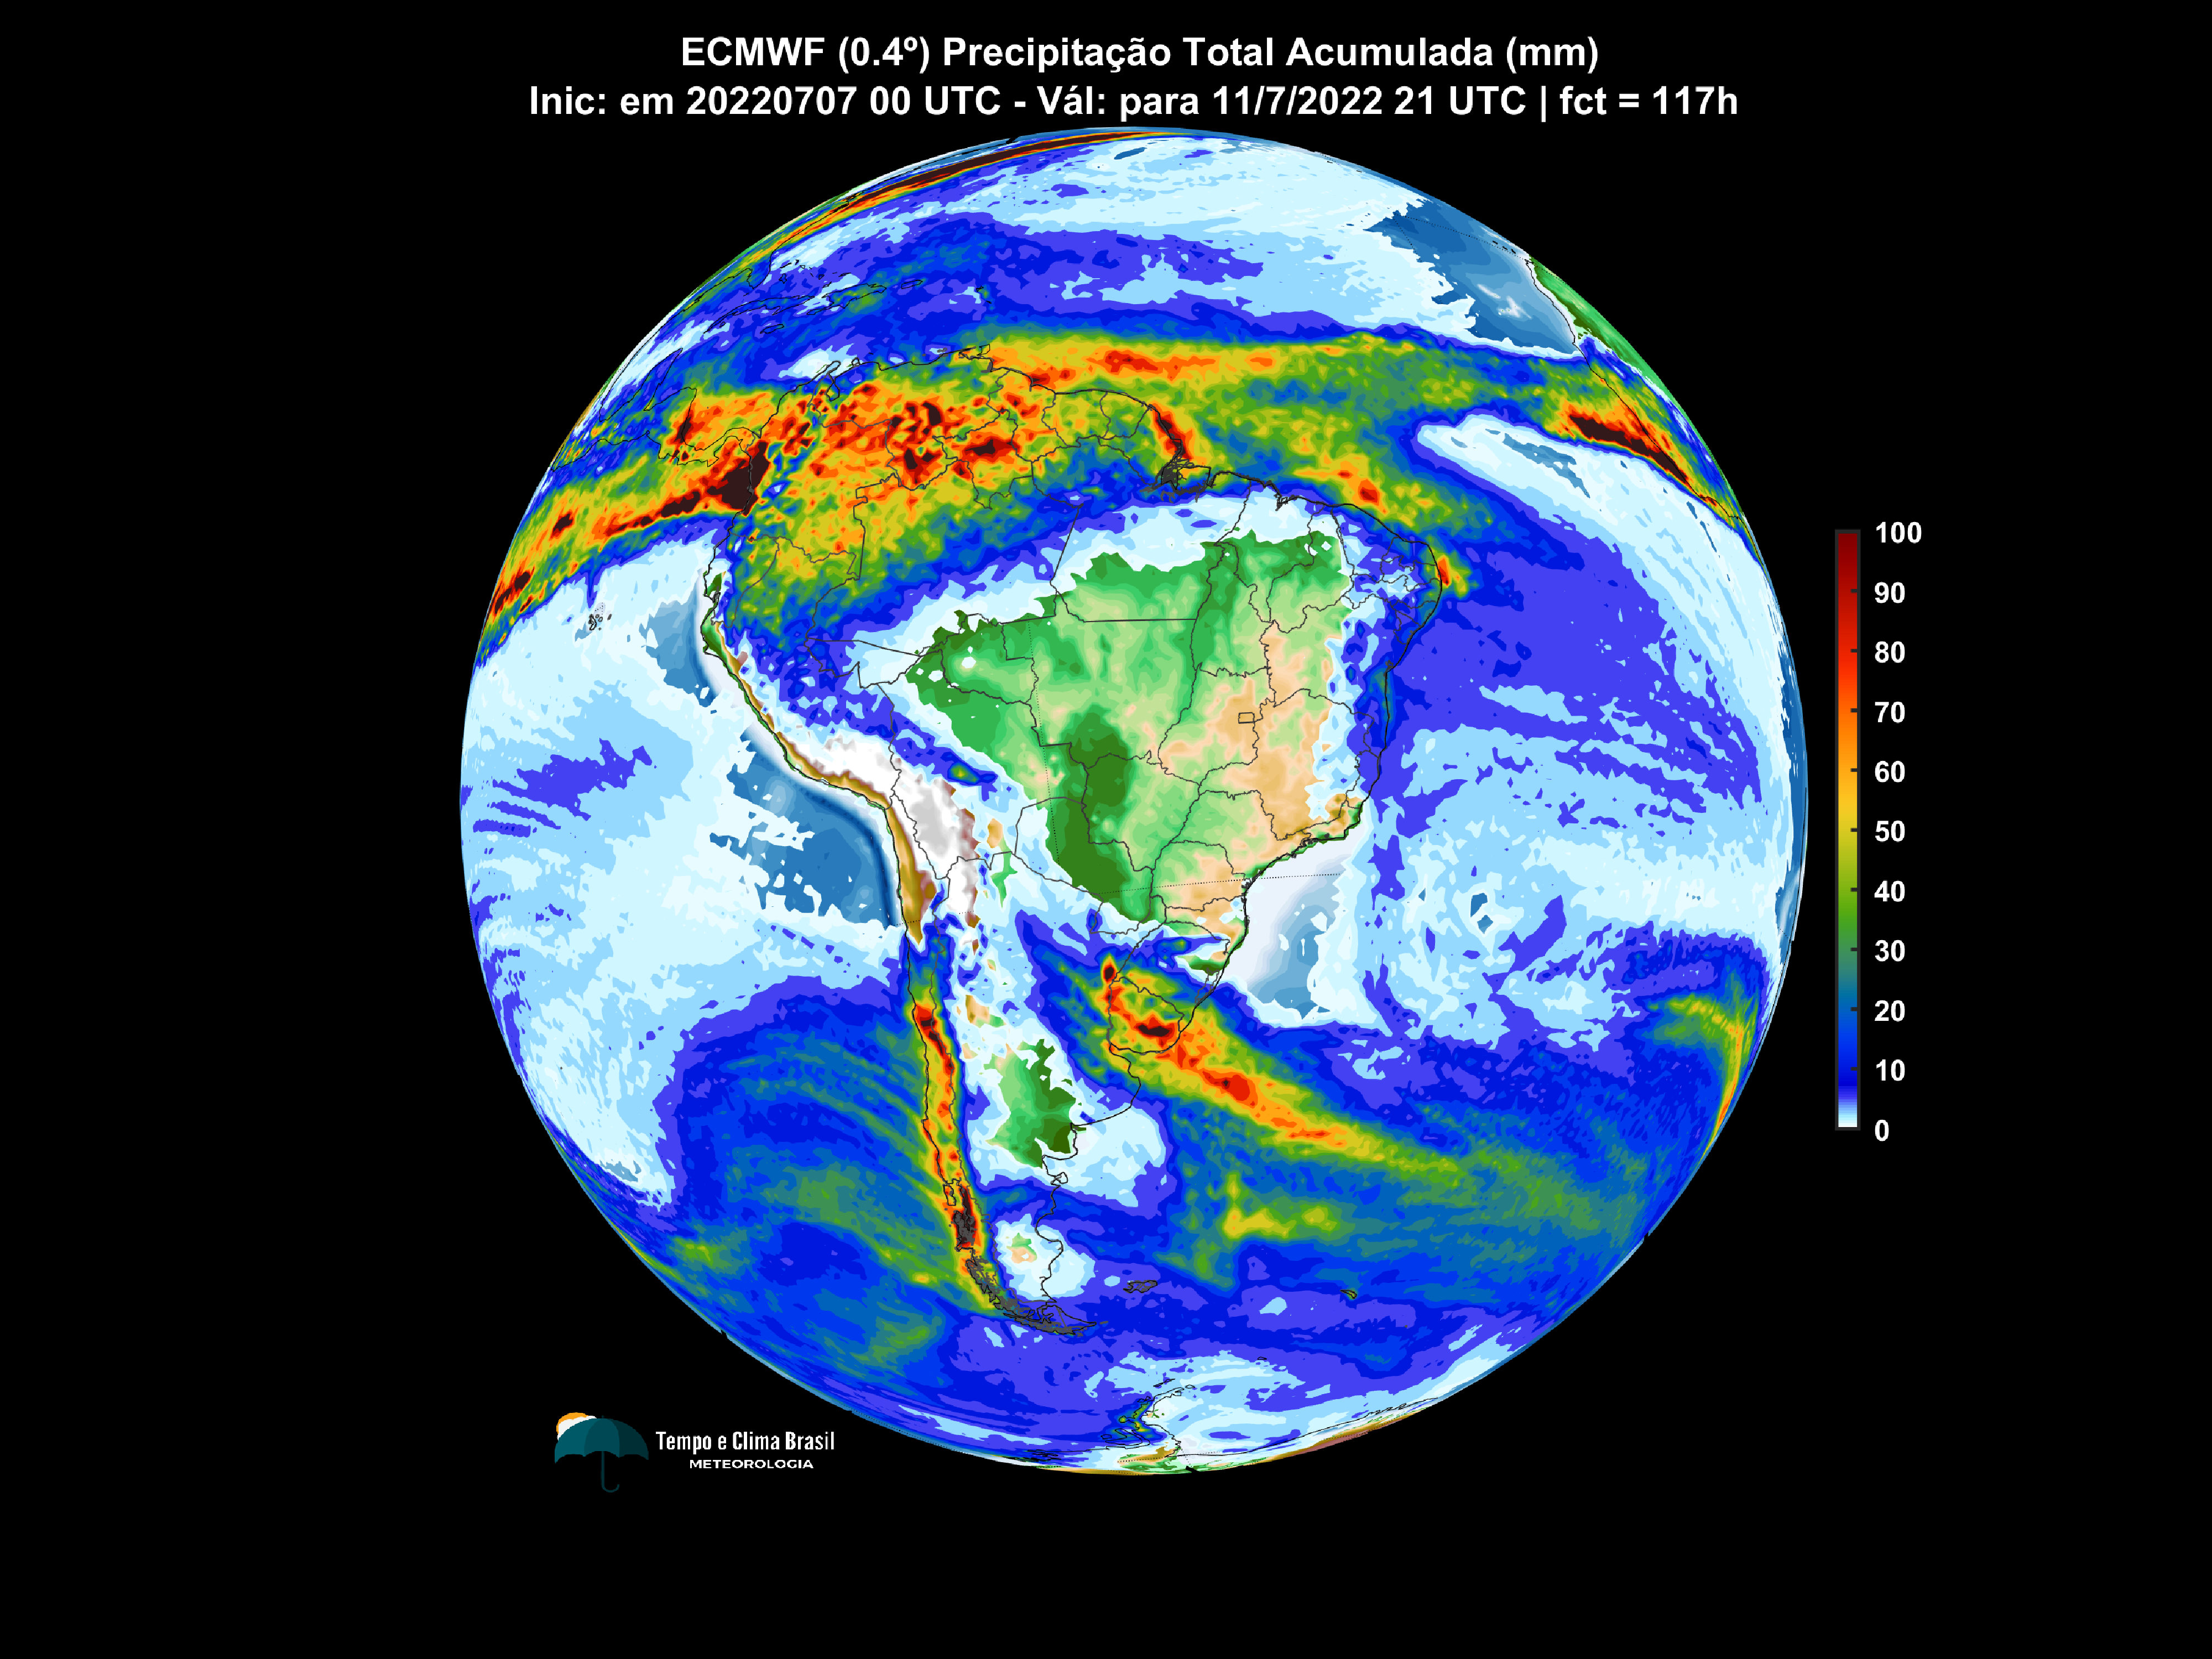 ECMWF (0.4º) Precipitação Total Acumulada (mm)
Inic: em 20220707 00 UTC - Vál: para 11/7/2022 21 UTC | fct = 117h
100
90
80
70
60
50
40
30
20
10
0
Tempo e Clima Brasil
METEOROLOGIA